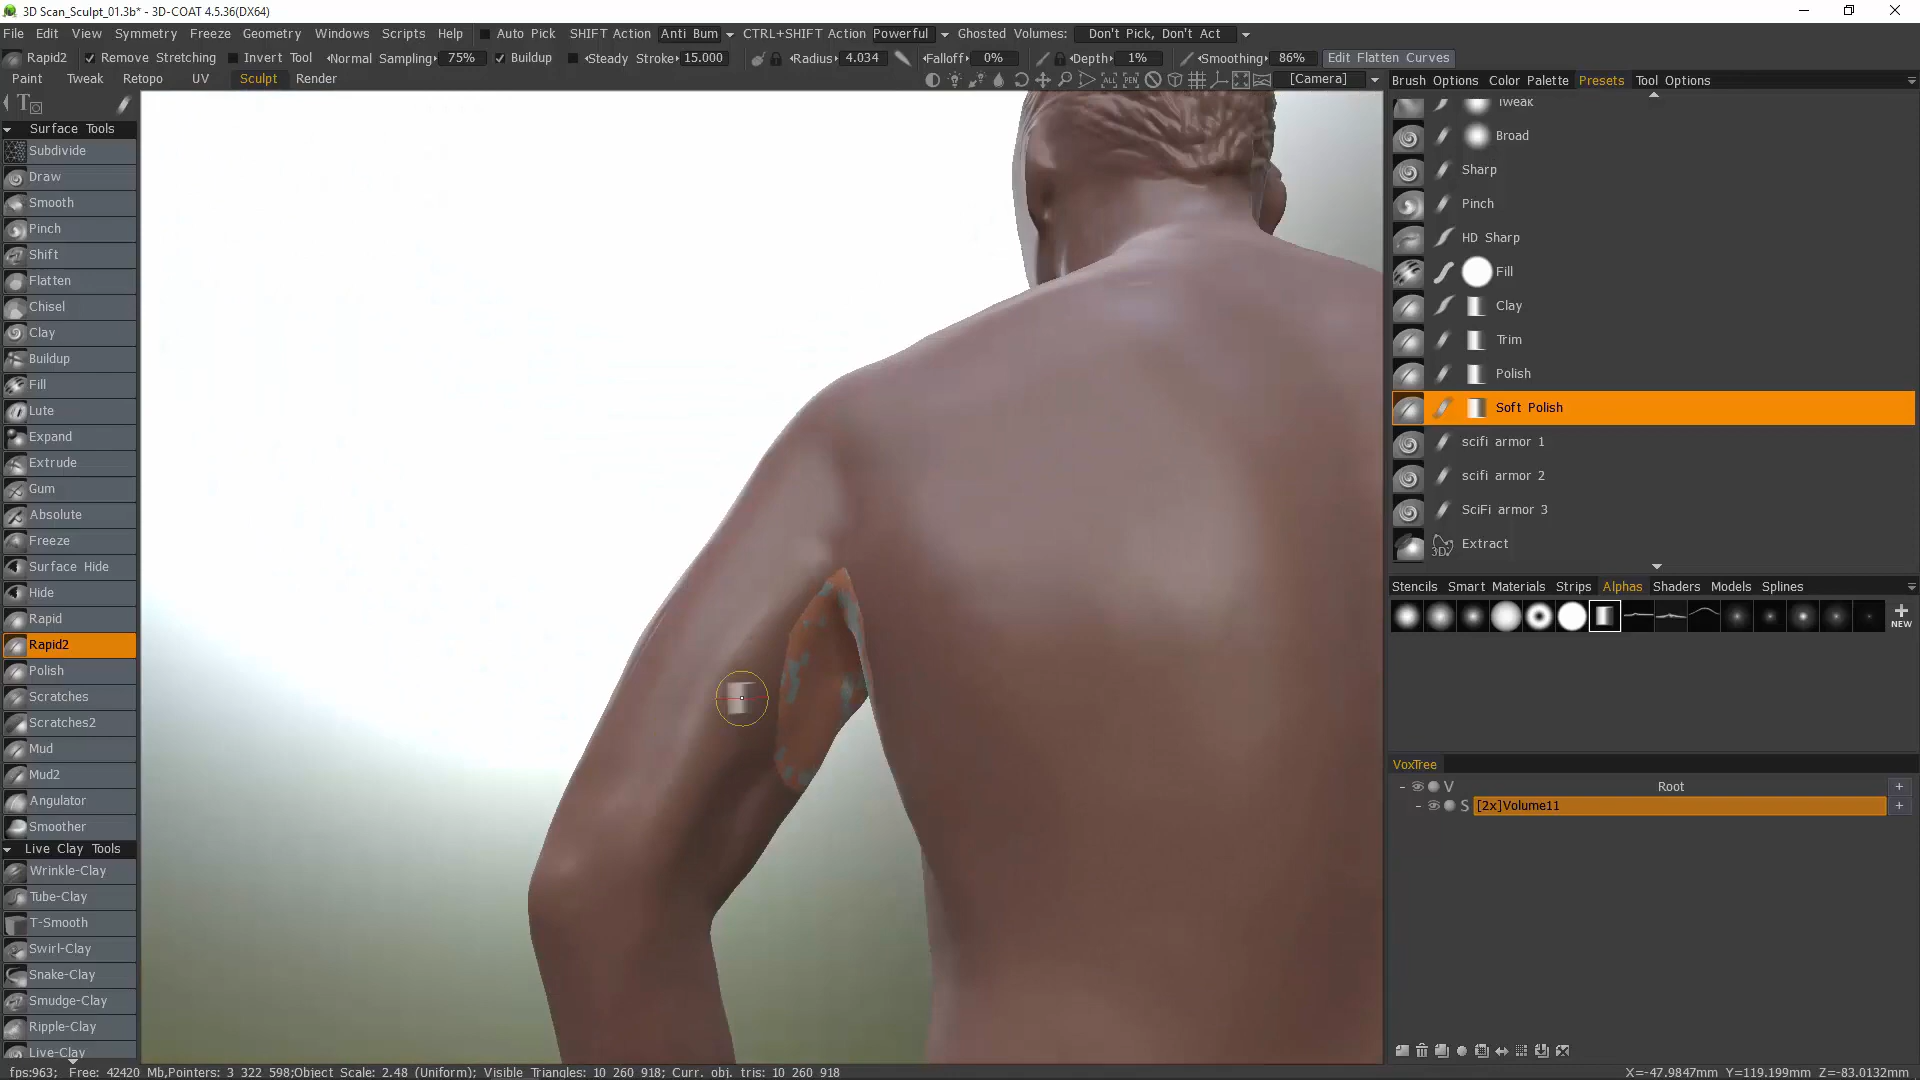 3D Scan_Sculpt_01.3b* - 3D-COAT 4.5.36(DX64)
File Edit View Symmetry Freeze Geometry Windows Scripts Help Auto Pick SHIFT Action Anti Bum CTRL+SHIFT Action Powerful Ghosted Volumes: Don't Pick, Don't Act
Rapid2 Remove Stretching Invert Tool Normal Sampling 75% Buildup Steady Stroke 15.000 Radius 4.034 Falloff 0% Depth 1% Smoothing 86% Edit Flatten Curves
Paint Tweak Retopo UV Sculpt Render [Camera]
Brush Options Color Palette Presets Tool Options
Surface Tools
Subdivide
Draw
Smooth
Pinch
Shift
Flatten
Chisel
Clay
Buildup
Fill
Lute
Expand
Extrude
Gum
Absolute
Freeze
Surface Hide
Hide
Rapid
Rapid2
Polish
Scratches
Scratches2
Mud
Mud2
Angulator
Smoother
Live Clay Tools
Wrinkle-Clay
Tube-Clay
T-Smooth
Swirl-Clay
Snake-Clay
Smudge-Clay
Ripple-Clay
Live-Clay
Tweak
Broad
Sharp
Pinch
HD Sharp
Fill
Clay
Trim
Polish
Soft Polish
scifi armor 1
scifi armor 2
SciFi armor 3
3D Extract
Stencils Smart Materials Strips Alphas Shaders Models Splines
NEW
VoxTree
V Root
S [2x]Volume11
fps:963; Free: 42420 Mb,Pointers: 3 322 598;Object Scale: 2.48 (Uniform); Visible Triangles: 10 260 918; Curr. obj. tris: 10 260 918
X=-47.9847mm Y=119.199mm Z=-83.0132mm